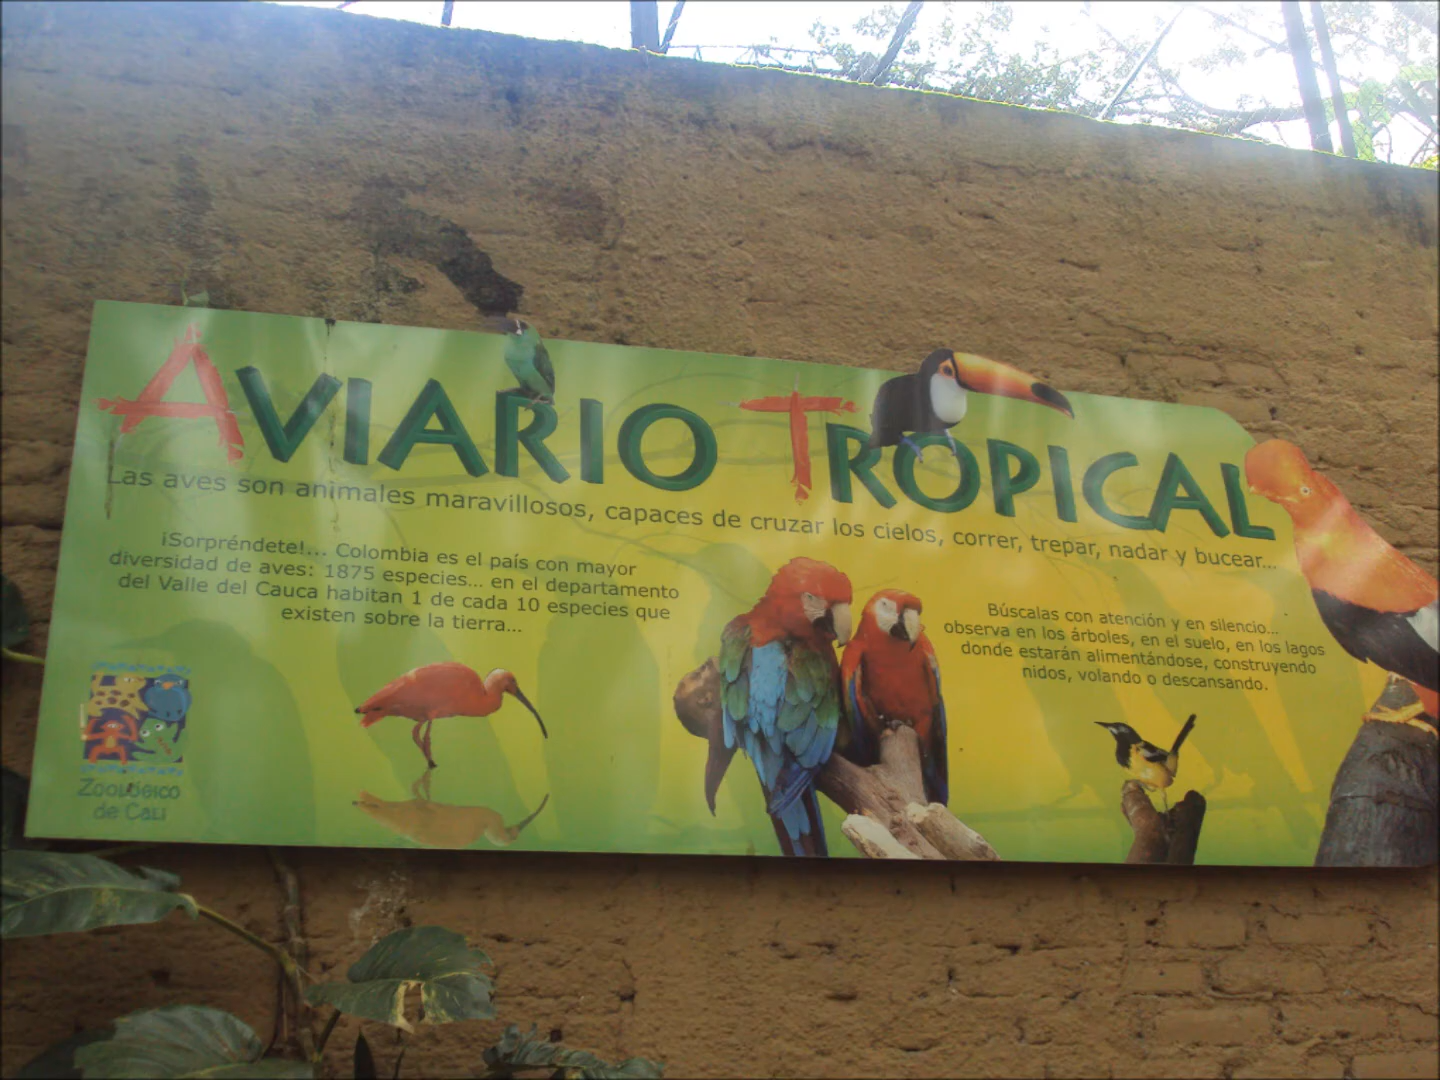 AVIARIO TROPICAL
Las aves son animales maravillosos, capaces de cruzar los cielos, correr, trepar, nadar y bucear...
¡Sorpréndete!... Colombia es el país con mayor
diversidad de aves: 1875 especies... en el departamento
del Valle del Cauca habitan 1 de cada 10 especies que
existen sobre la tierra...
Búscalas con atención y en silencio...
observa en los árboles, en el suelo, en los lagos
donde estarán alimentándose, construyendo
nidos, volando o descansando.
ZOOLÓGICO
de CALI